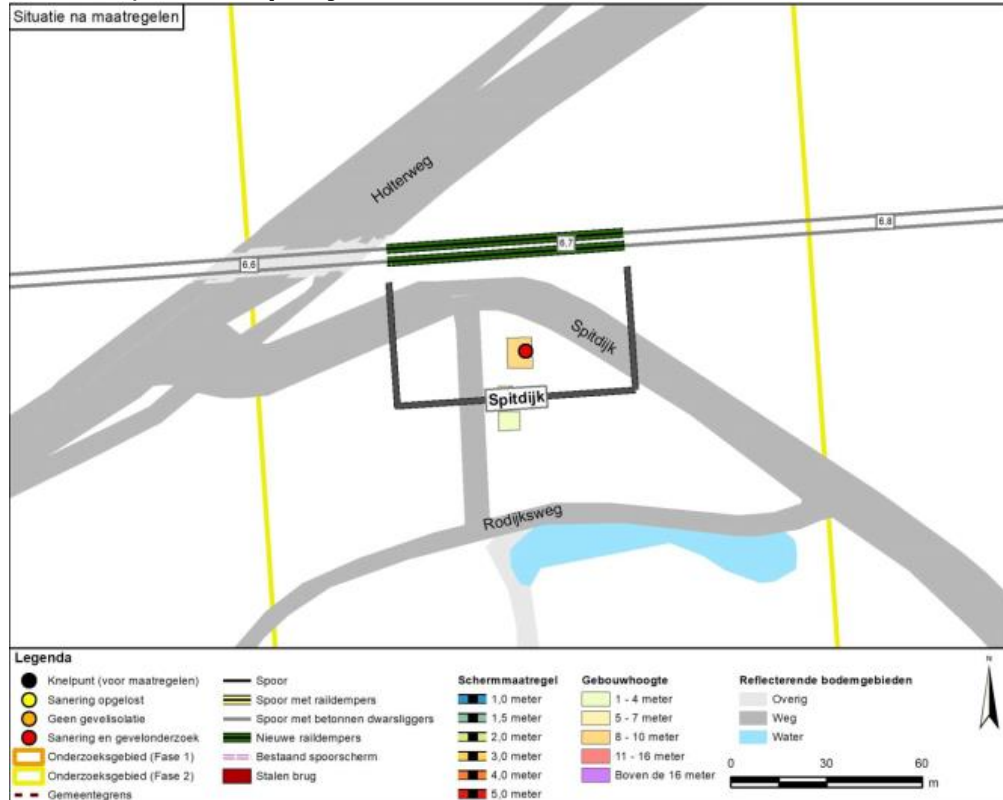 Situatie na maatregelen
Holterweg
6,6
6,7
6,8
Spitdijk
Spitdijk
Rodijksweg
Legenda
Knelpunt (voor maatregelen)
Sanering opgelost
Geen gevelisolatie
Sanering en gevelonderzoek
Onderzoeksgebied (Fase 1)
Onderzoeksgebied (Fase 2)
Gemeentegrens
Spoor
Spoor met raildempers
Spoor met betonnen dwarsliggers
Nieuwe raildempers
Bestaand spoorscherm
Stalen brug
Schermmaatregel
1,0 meter
1,5 meter
2,0 meter
3,0 meter
4,0 meter
5,0 meter
Gebouwhoogte
1 - 4 meter
5 - 7 meter
8 - 10 meter
11 - 16 meter
Boven de 16 meter
Reflecterende bodemgebieden
Overig
Weg
Water
N
0 30 60
m